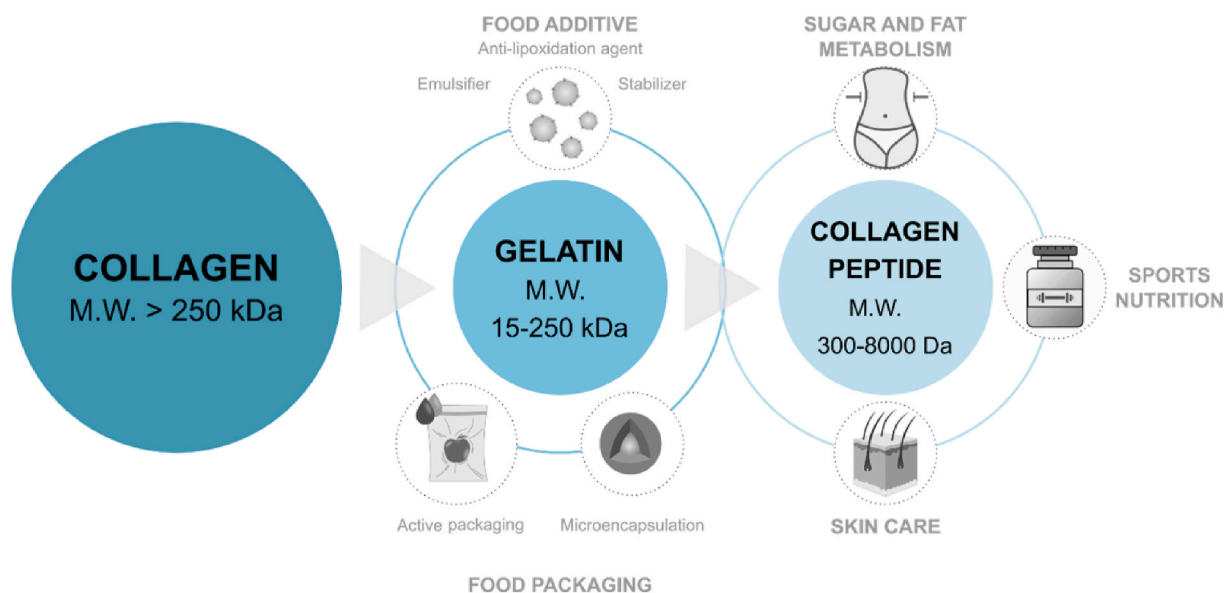 COLLAGEN
M.W. > 250 kDa
FOOD ADDITIVE
Anti-lipoxidation agent
Emulsifier
Stabilizer
GELATIN
M.W.
15-250 kDa
Active packaging
Microencapsulation
FOOD PACKAGING
SUGAR AND FAT
METABOLISM
COLLAGEN
PEPTIDE
M.W.
300-8000 Da
SPORTS
NUTRITION
SKIN CARE